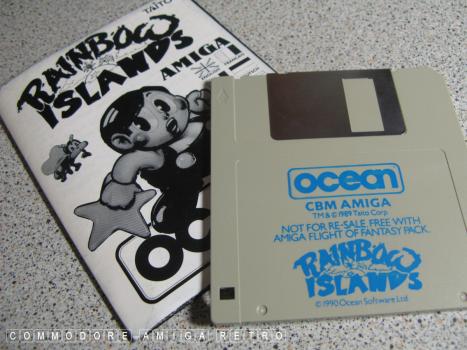 TAITO
RAINBOW
ISLANDS
AMIGA
OC
ocean
CBM AMIGA
TM & © 1989 Taito Corp.
NOT FOR RE-SALE FREE WITH
AMIGA FLIGHT OF FANTASY PACK.
RAINBOW
ISLANDS
© 1990 Ocean Software Ltd.
COMMODORE AMIGA RETRO